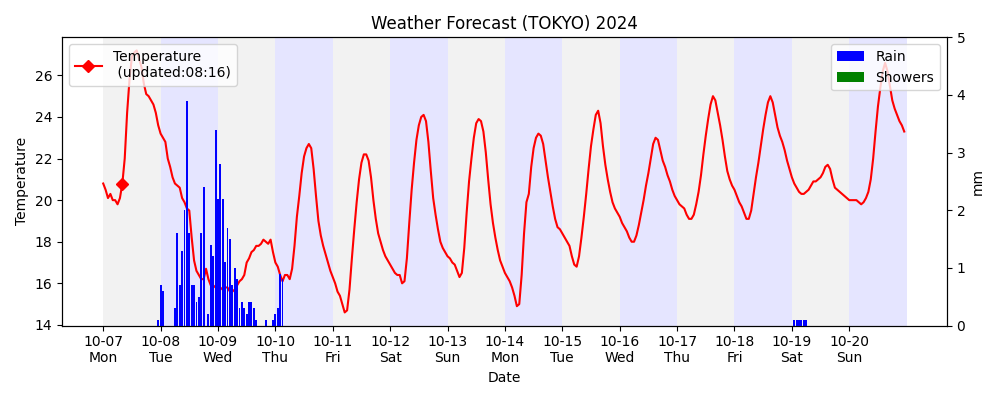 Weather Forecast (TOKYO) 2024
Temperature
(updated:08:16)
Rain
Showers
Temperature
26
24
22
20
18
16
14
5
4
3
2
1
0
mm
10-07 10-08 10-09 10-10 10-11 10-12 10-13 10-14 10-15 10-16 10-17 10-18 10-19 10-20
Mon Tue Wed Thu Fri Sat Sun Mon Tue Wed Thu Fri Sat Sun
Date